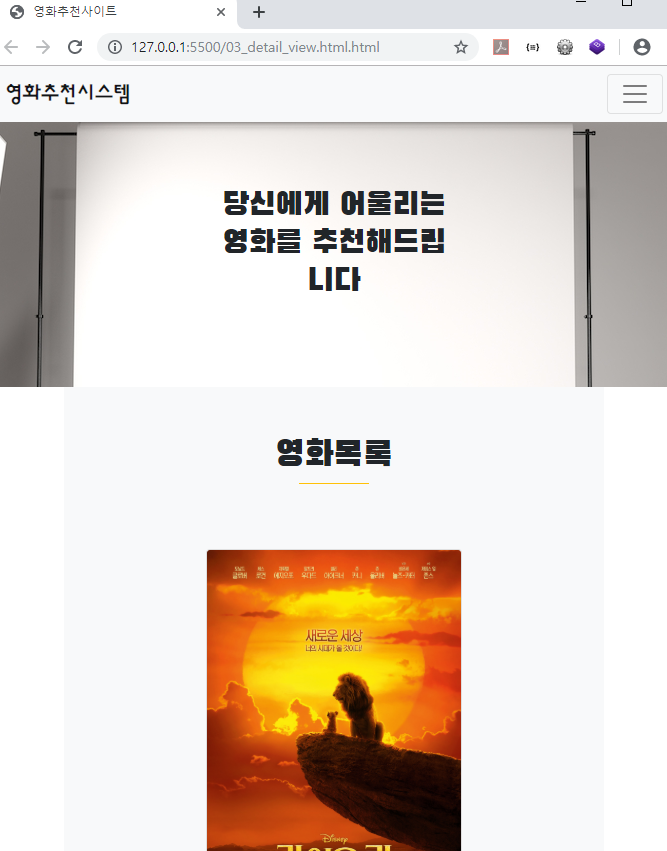 영화추천사이트
127.0.0.1:5500/03_detail_view.html.html
영화추천시스템
당신에게 어울리는
영화를 추천해드립
니다
영화목록
새로운 세상
너의 시대가 올 것이다!
Disney